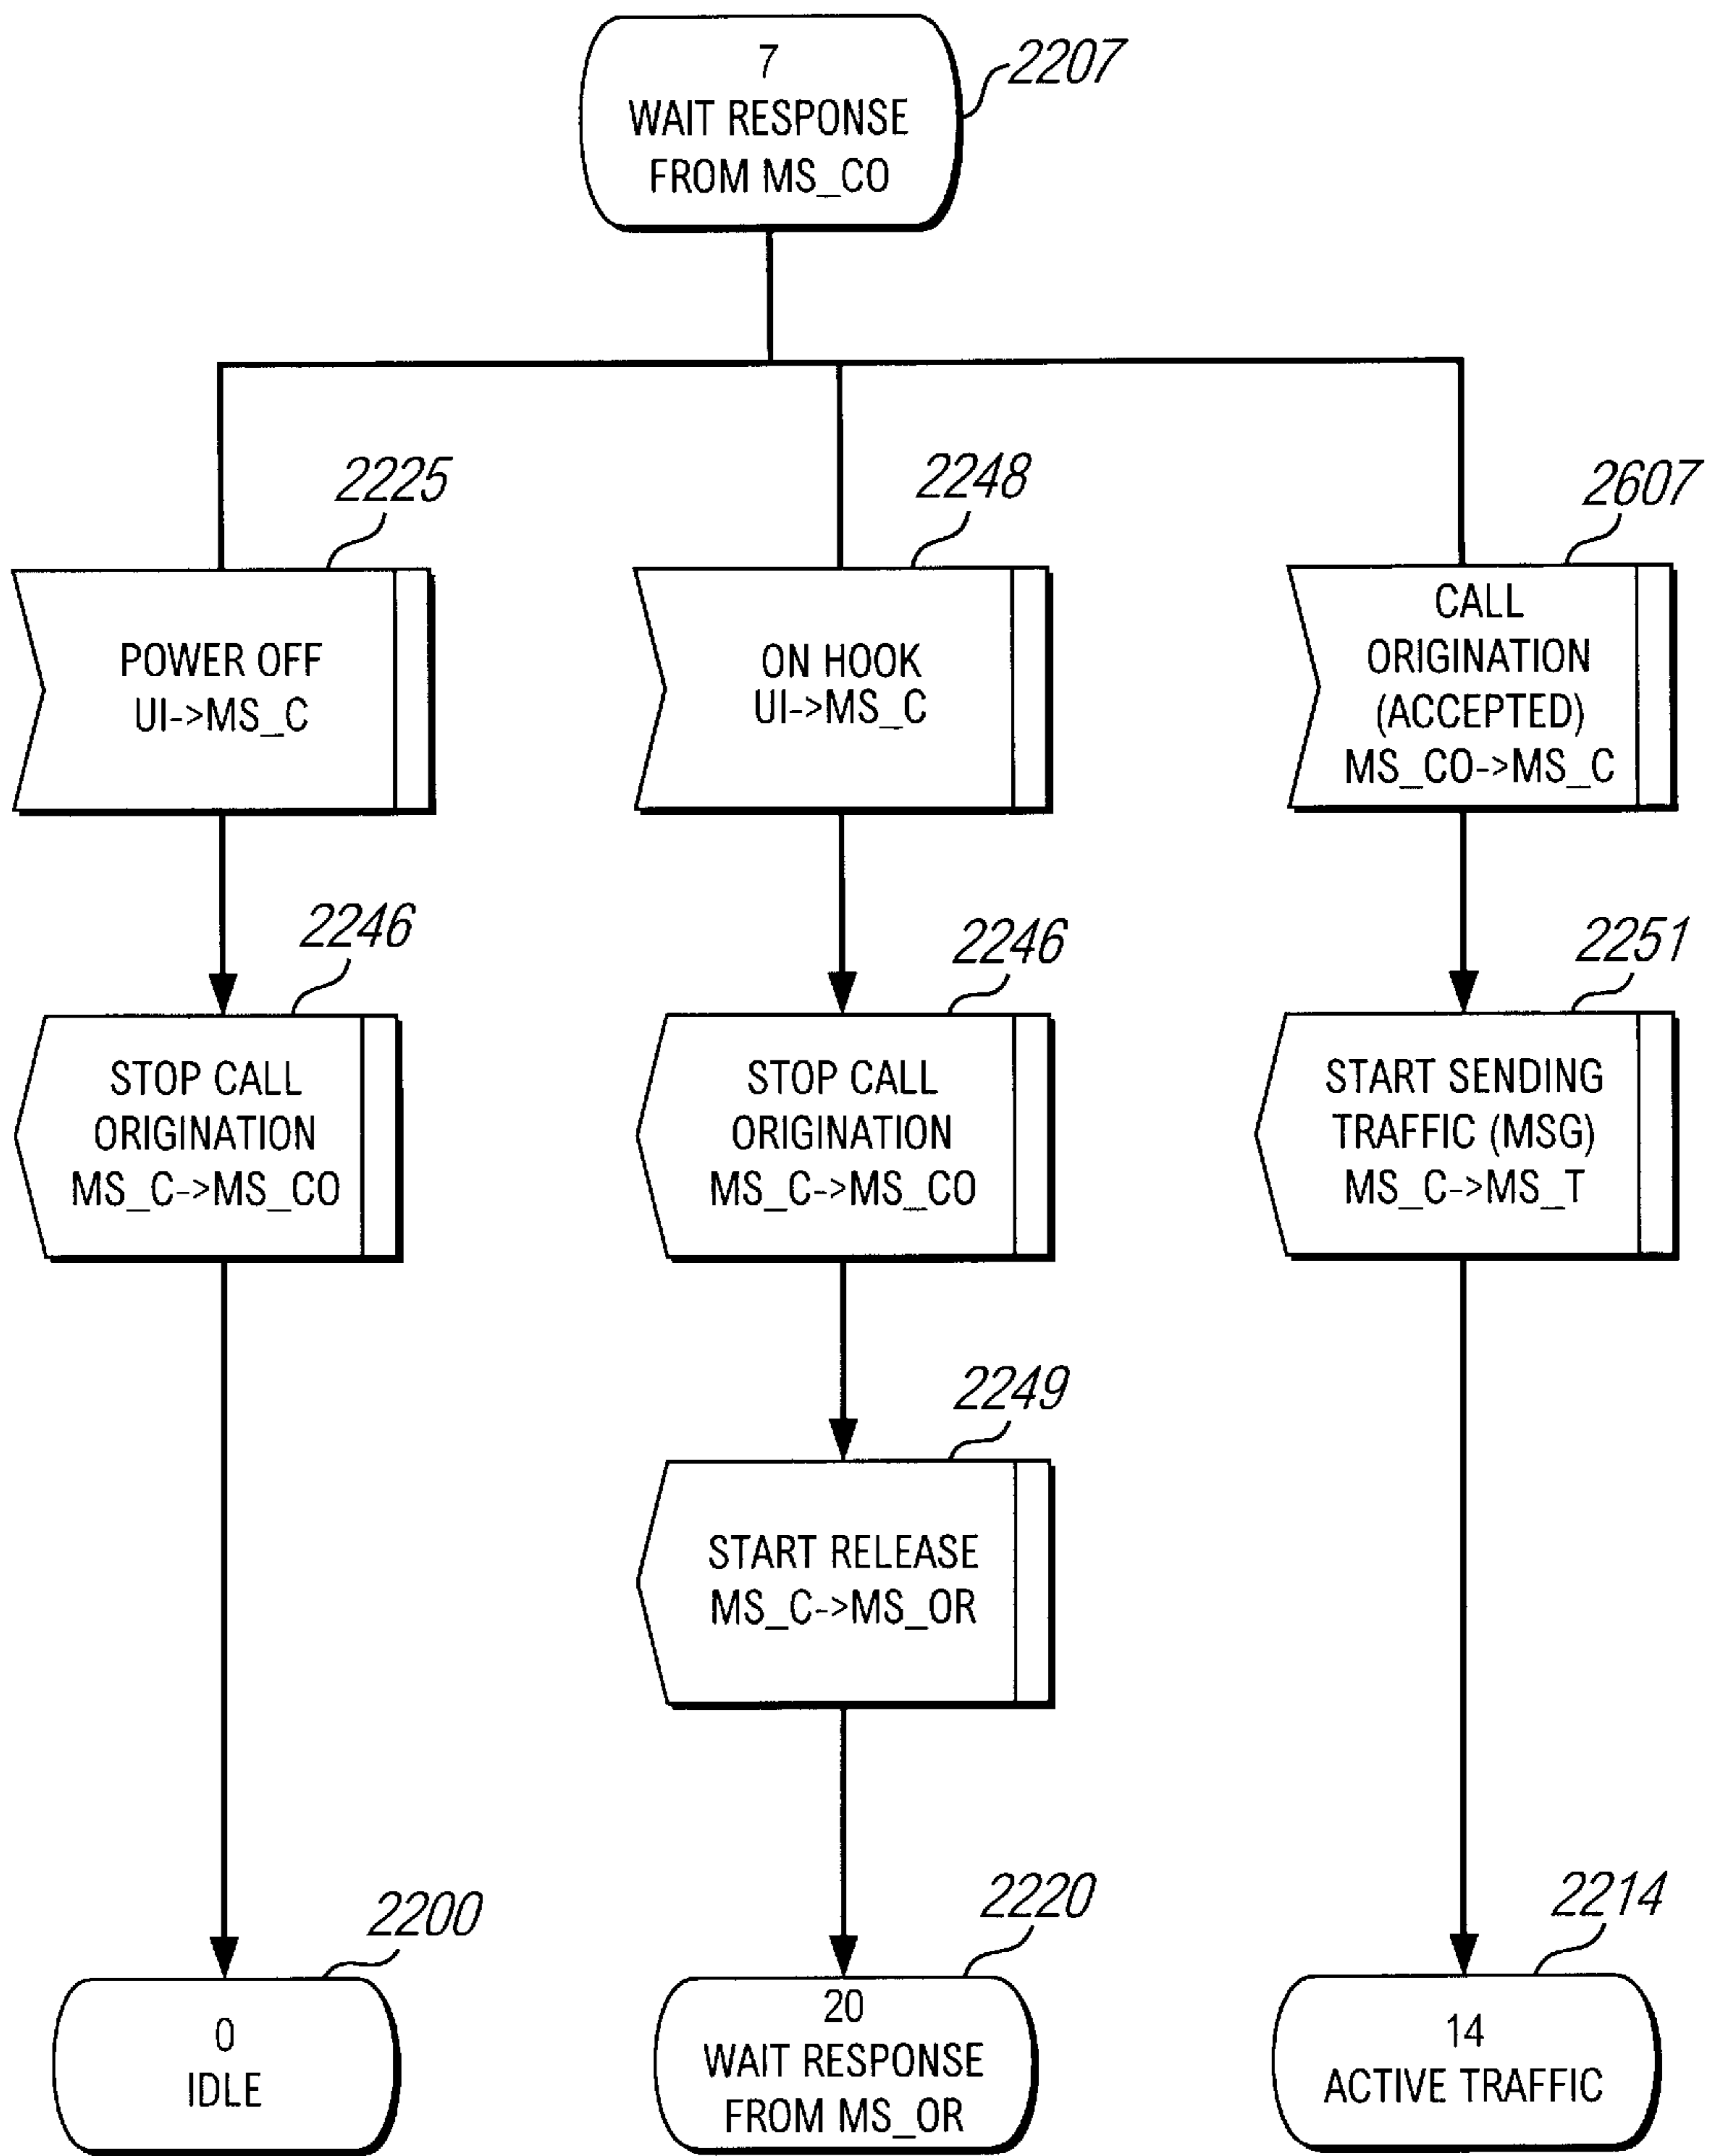 7
WAIT RESPONSE
FROM MS_CO
2207
2225
POWER OFF
UI->MS_C
2248
ON HOOK
UI->MS_C
2607
CALL
ORIGINATION
(ACCEPTED)
MS_CO->MS_C
2246
STOP CALL
ORIGINATION
MS_C->MS_CO
2246
STOP CALL
ORIGINATION
MS_C->MS_CO
2251
START SENDING
TRAFFIC (MSG)
MS_C->MS_T
2249
START RELEASE
MS_C->MS_OR
2200
0
IDLE
2220
20
WAIT RESPONSE
FROM MS_OR
2214
14
ACTIVE TRAFFIC